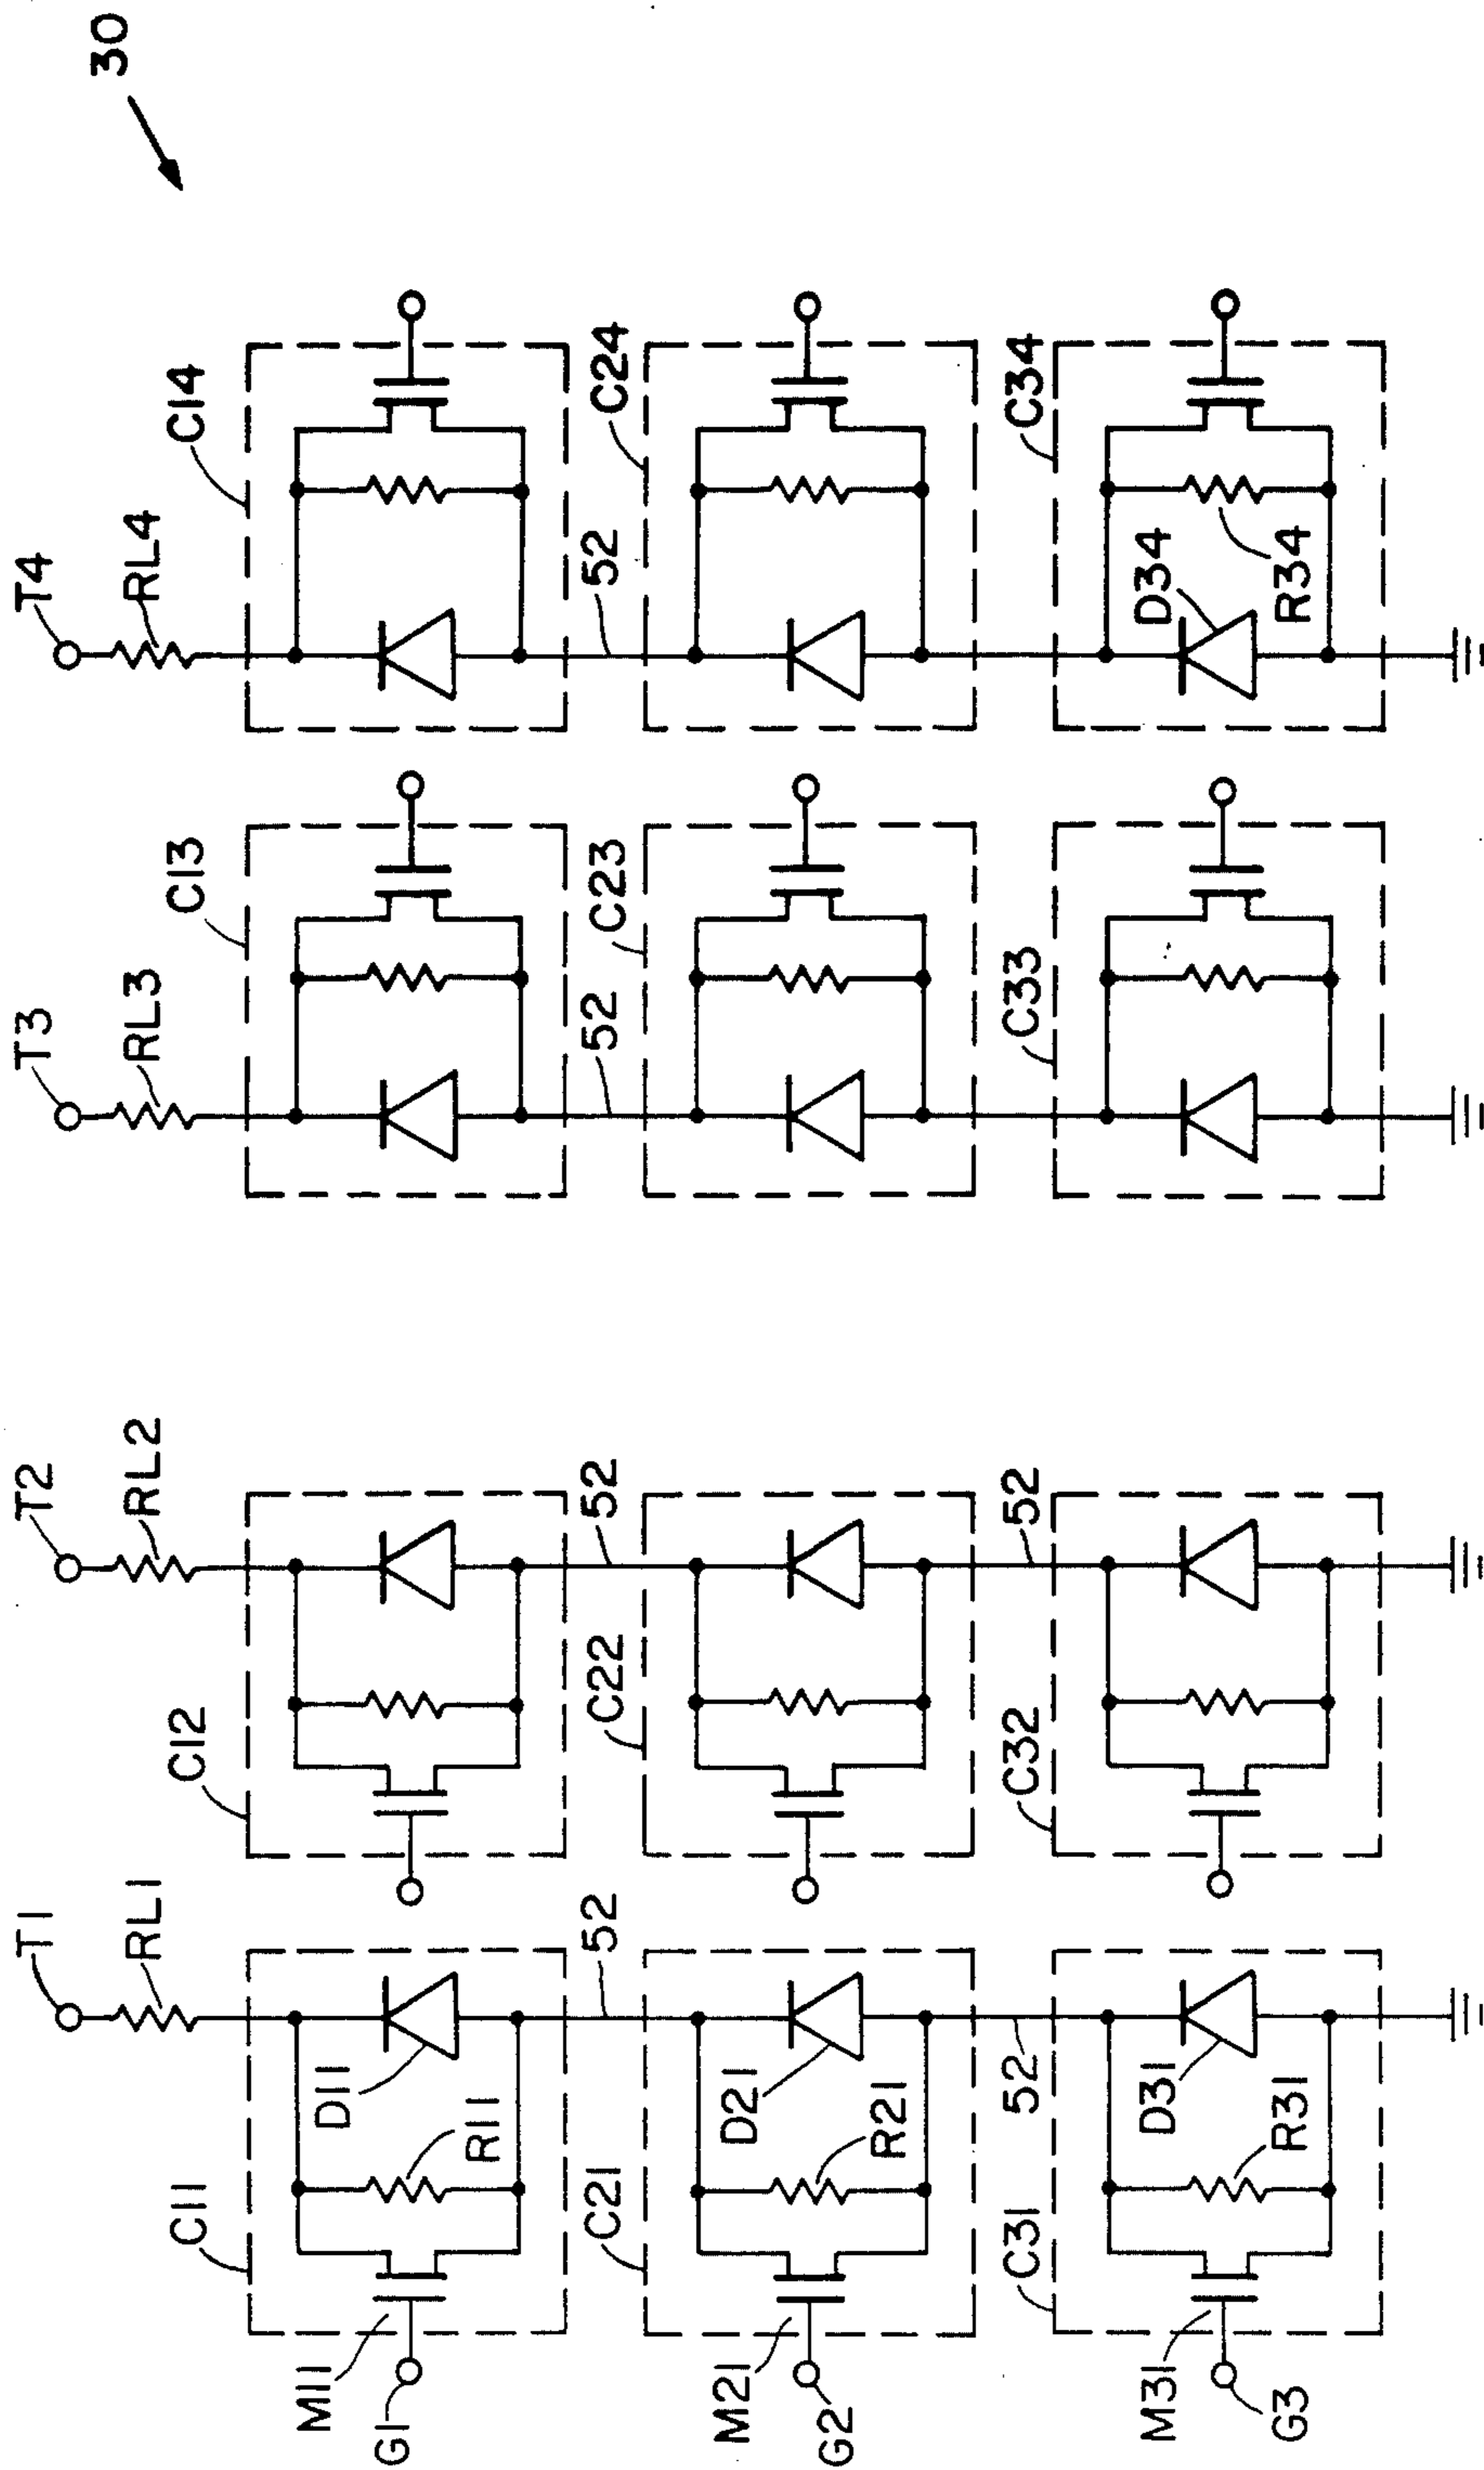 30
T1
T2
T3
T4
RL1
RL2
RL3
RL4
C11
C12
C13
C14
D11
R11
M11
G1
52
52
52
52
C21
C22
C23
C24
D21
R21
M21
G2
52
52
C31
C32
C33
C34
D31
R31
M31
G3
D34
R34